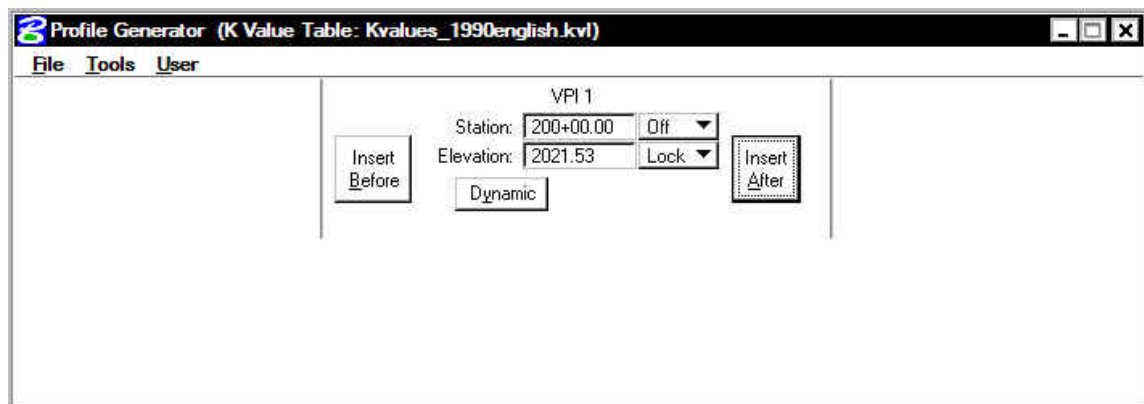 Profile Generator (K Value Table: Kvalues_1990english.kvl)
File Tools User
VPI 1
Station: 200+00.00 Off
Elevation: 2021.53 Lock
Insert
Before
Dynamic
Insert
After